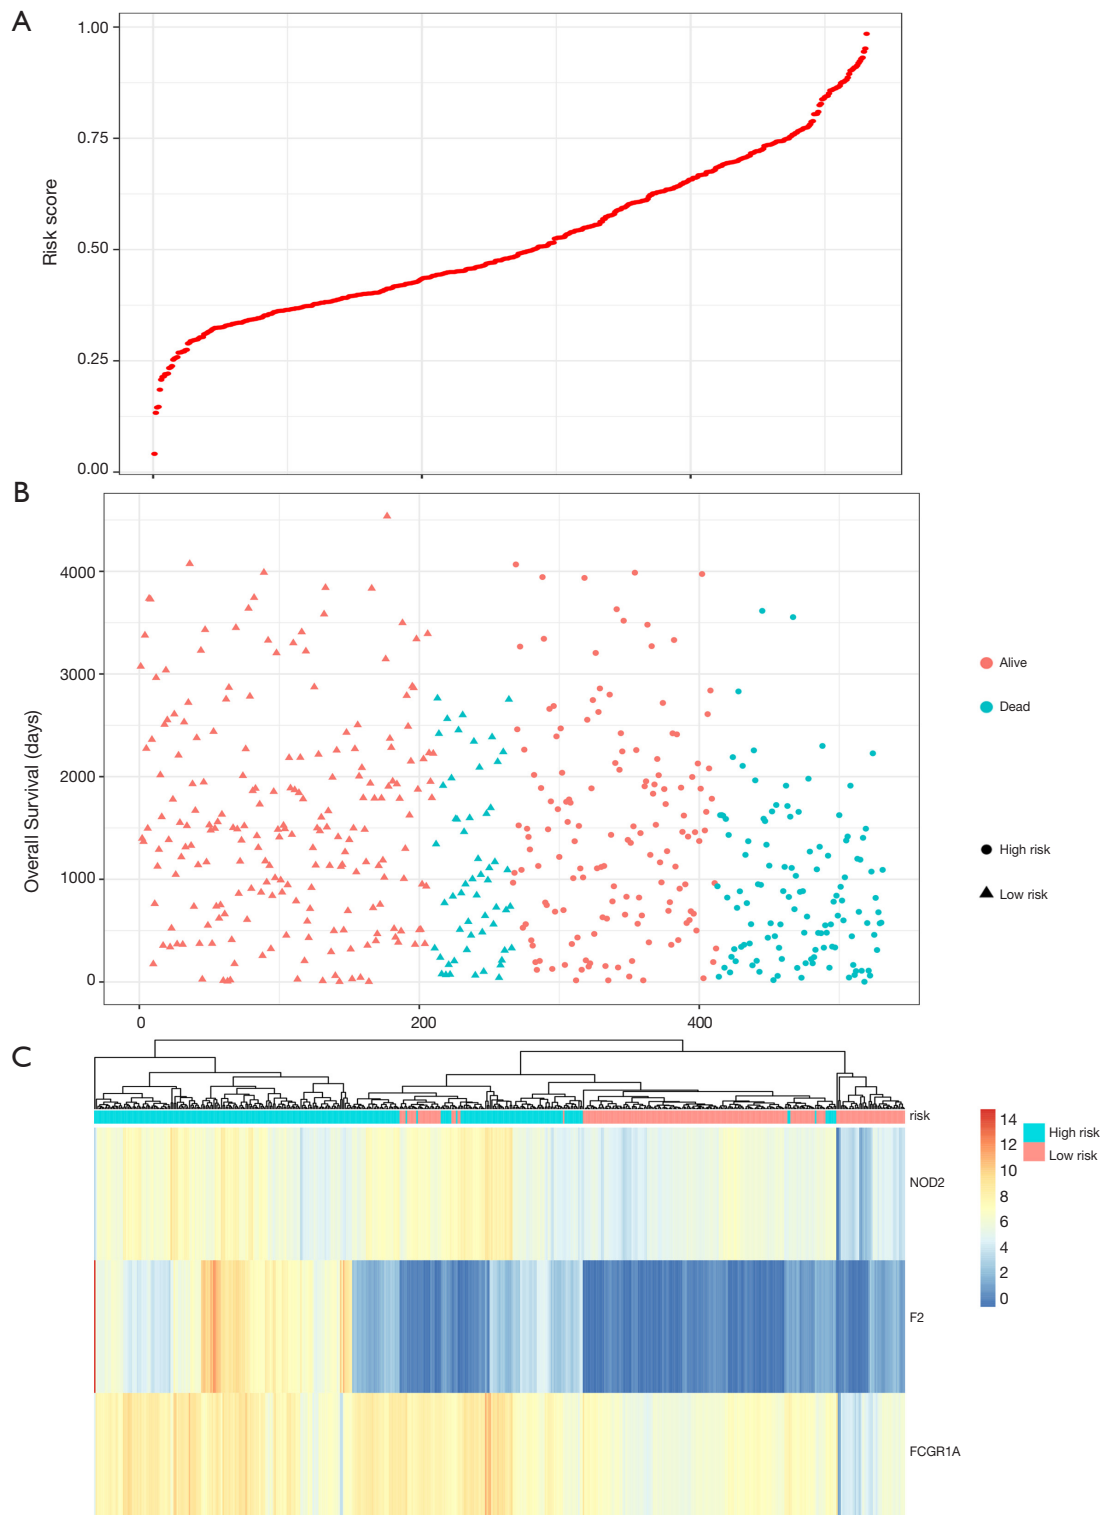 A
1.00
0.75
0.50
0.25
0.00
Risk score
B
4000
3000
2000
1000
0
Overall Survival (days)
0
200
400
Alive
Dead
High risk
Low risk
C
risk
NOD2
F2
FCGR1A
14
12
10
8
6
4
2
0
High risk
Low risk